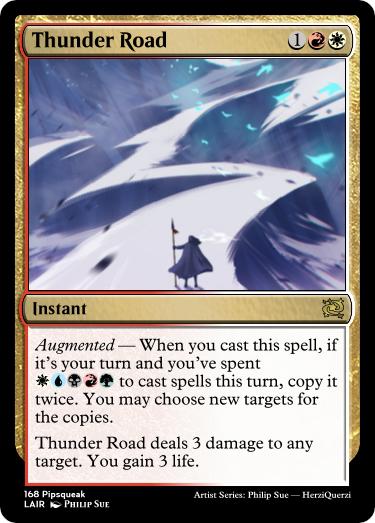 Thunder Road
1
Instant
Augmented — When you cast this spell, if
it's your turn and you've spent
to cast spells this turn, copy it
twice. You may choose new targets for
the copies.
Thunder Road deals 3 damage to any
target. You gain 3 life.
168 Pipsqueak
LAIR Philip Sue
Artist Series: Philip Sue — HerziQuerzi